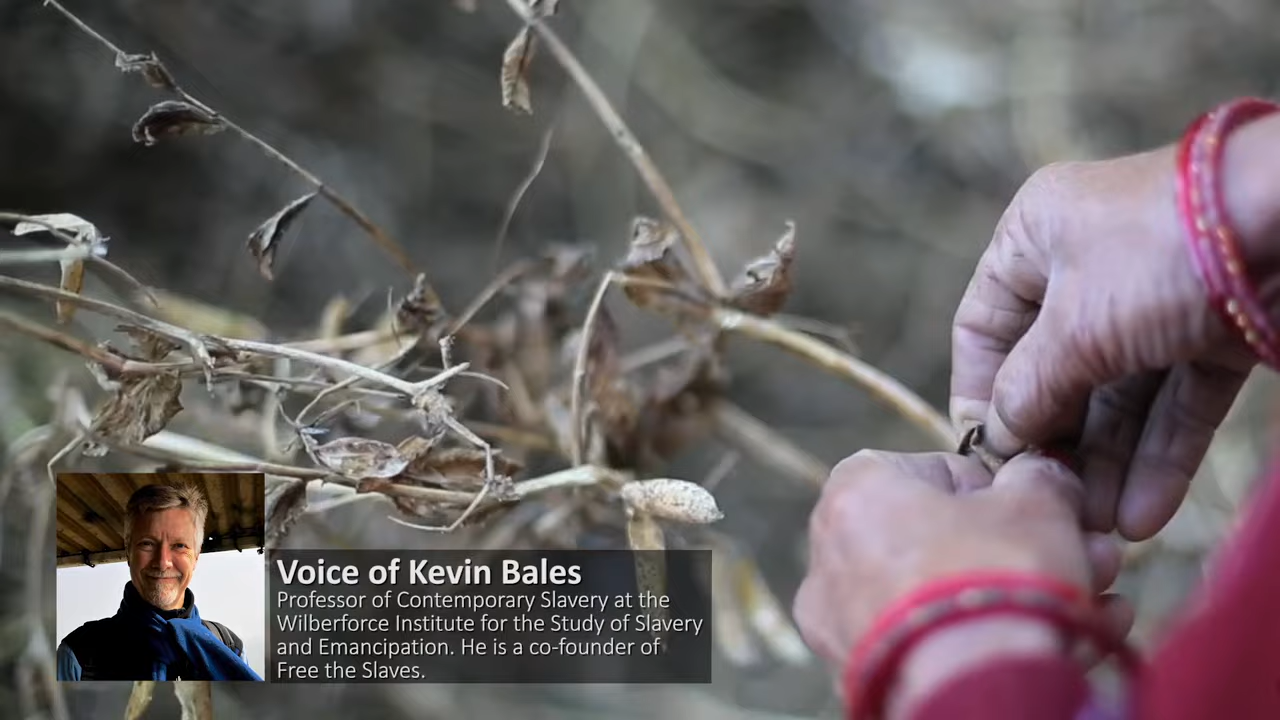 Voice of Kevin Bales
Professor of Contemporary Slavery at the
Wilberforce Institute for the Study of Slavery
and Emancipation. He is a co-founder of
Free the Slaves.